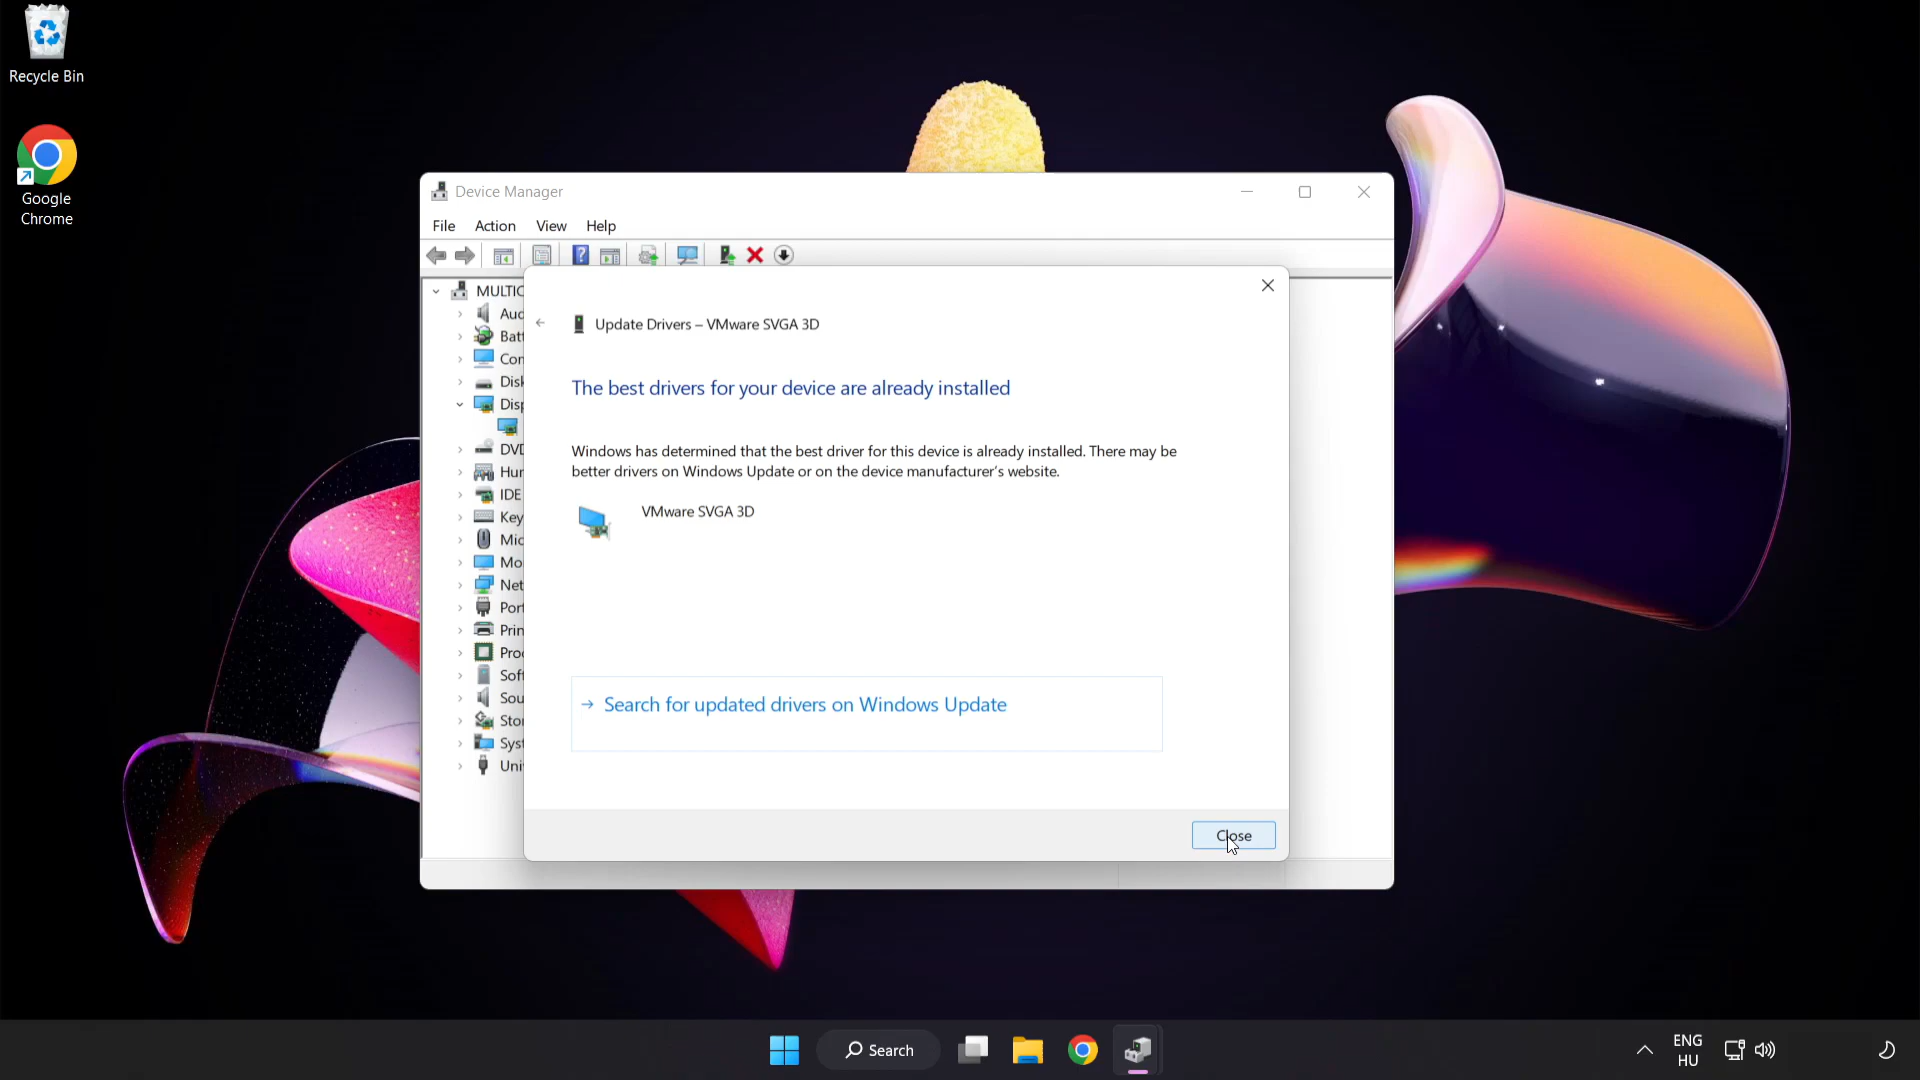 Recycle Bin
Google
Chrome
Device Manager
File Action View Help
MULTIC
Aud
Batt
Con
Disk
Disp
DVD
Hur
IDE
Key
Mic
Mo
Net
Port
Prin
Proc
Soft
Sou
Stor
Syst
Uni
Update Drivers – VMware SVGA 3D
The best drivers for your device are already installed
Windows has determined that the best driver for this device is already installed. There may be
better drivers on Windows Update or on the device manufacturer's website.
VMware SVGA 3D
Search for updated drivers on Windows Update
Close
Search
ENG
HU